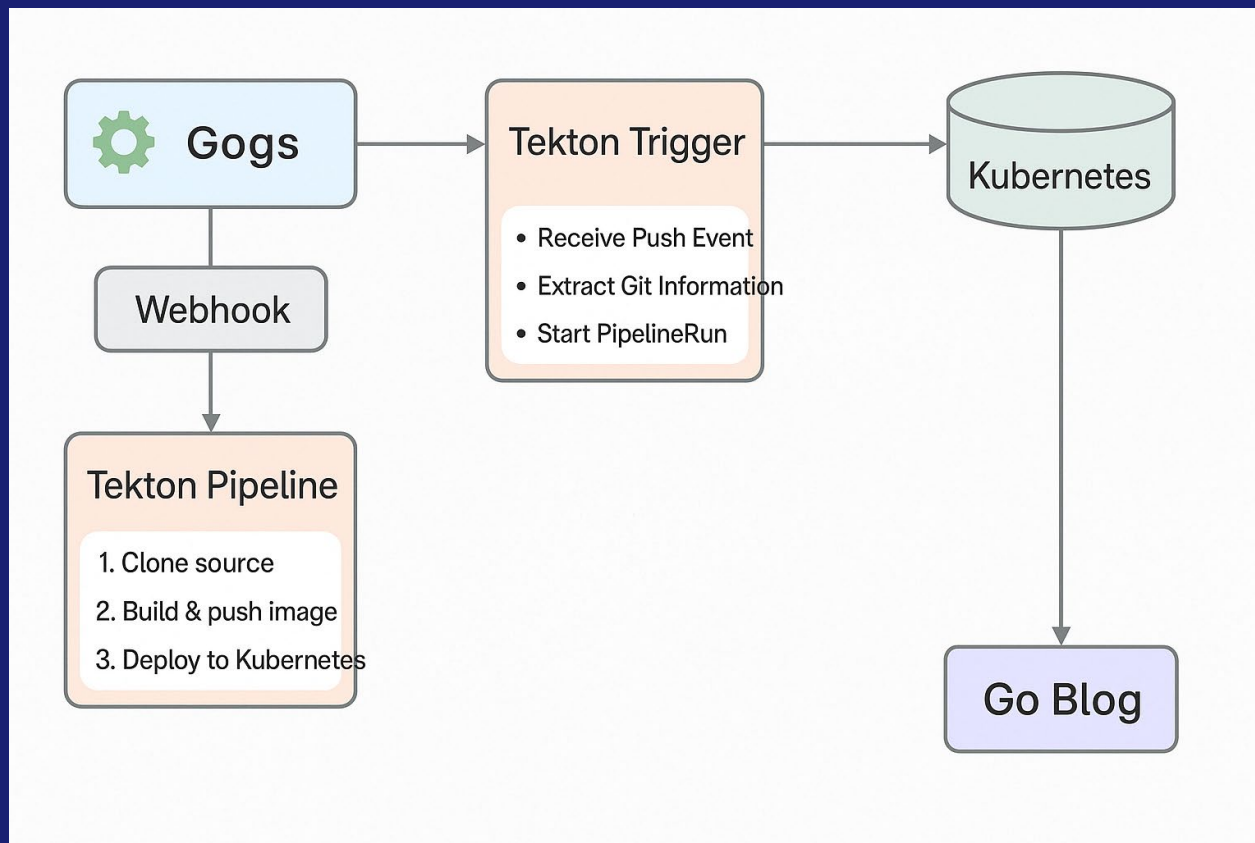 Gogs
Webhook
Tekton Pipeline
1. Clone source
2. Build & push image
3. Deploy to Kubernetes
Tekton Trigger
• Receive Push Event
• Extract Git Information
• Start PipelineRun
Kubernetes
Go Blog